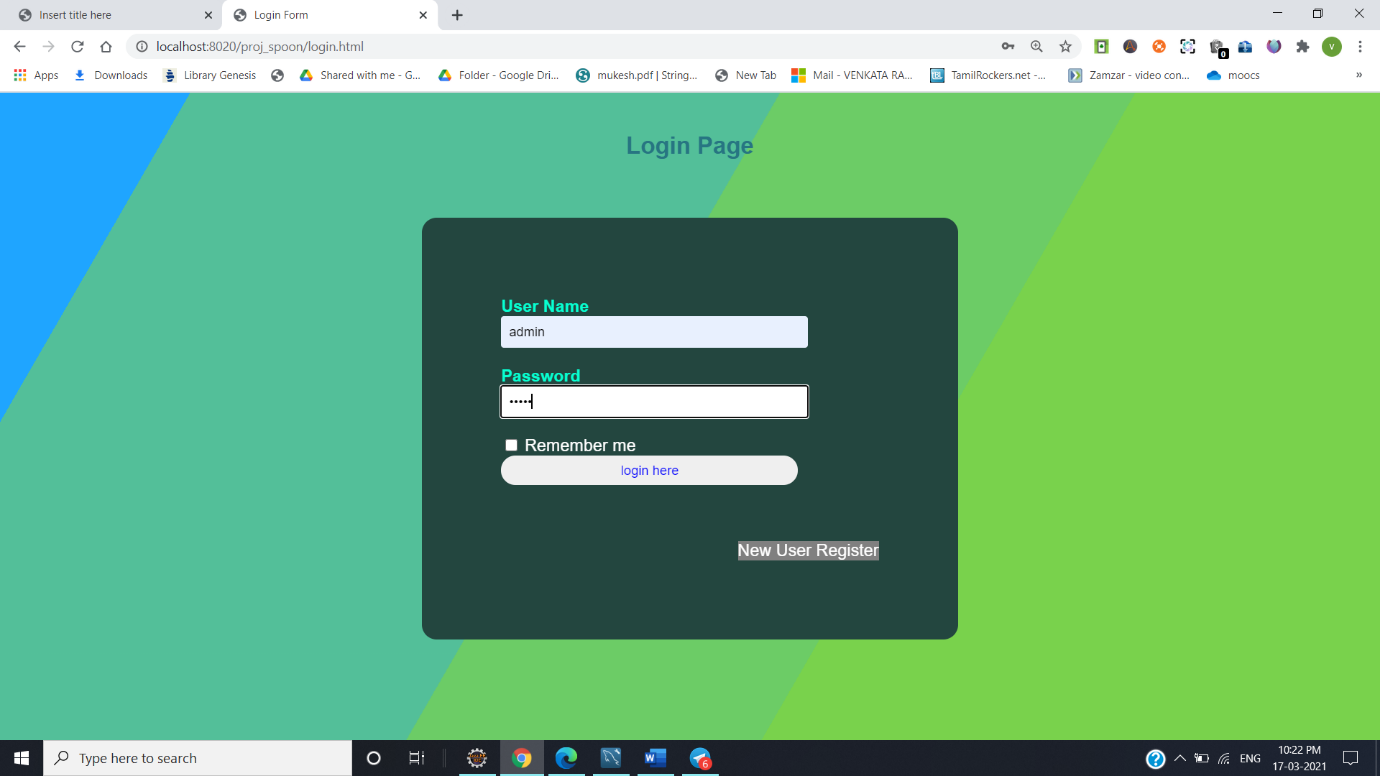 Insert title here
Login Form
localhost:8020/proj_spoon/login.html
Apps
Downloads
Library Genesis
Shared with me - G...
Folder - Google Dri...
mukesh.pdf | String...
New Tab
Mail - VENKATA RA...
TamilRockers.net -...
Zamzar - video con...
moocs
»
Login Page
User Name
admin
Password
•••••
Remember me
login here
New User Register
Type here to search
6
ENG
10:22 PM
17-03-2021
0
V